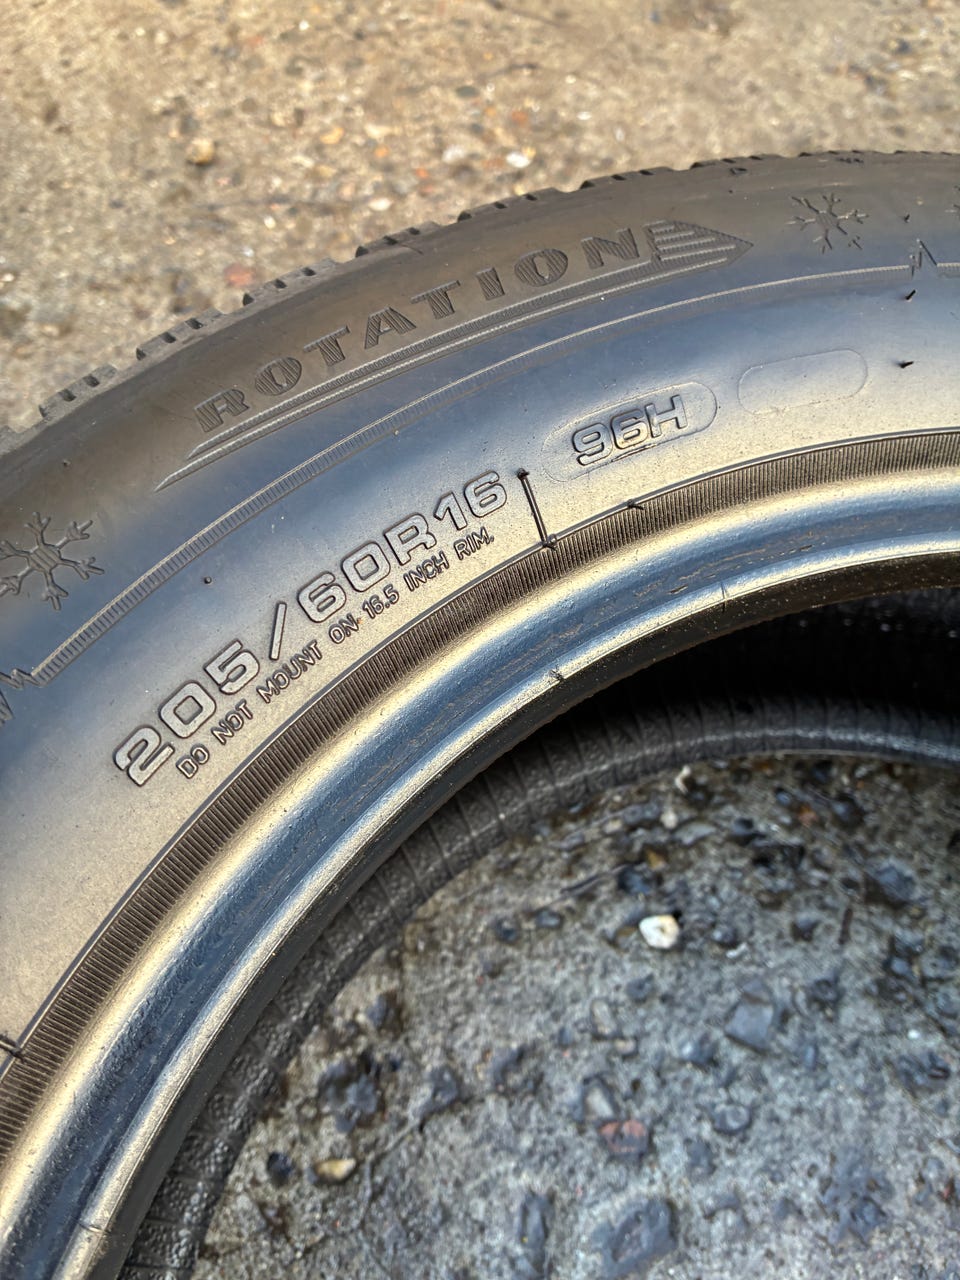 ROTATION
96H
205/60R16
DO NOT MOUNT ON 16.5 INCH RIM.